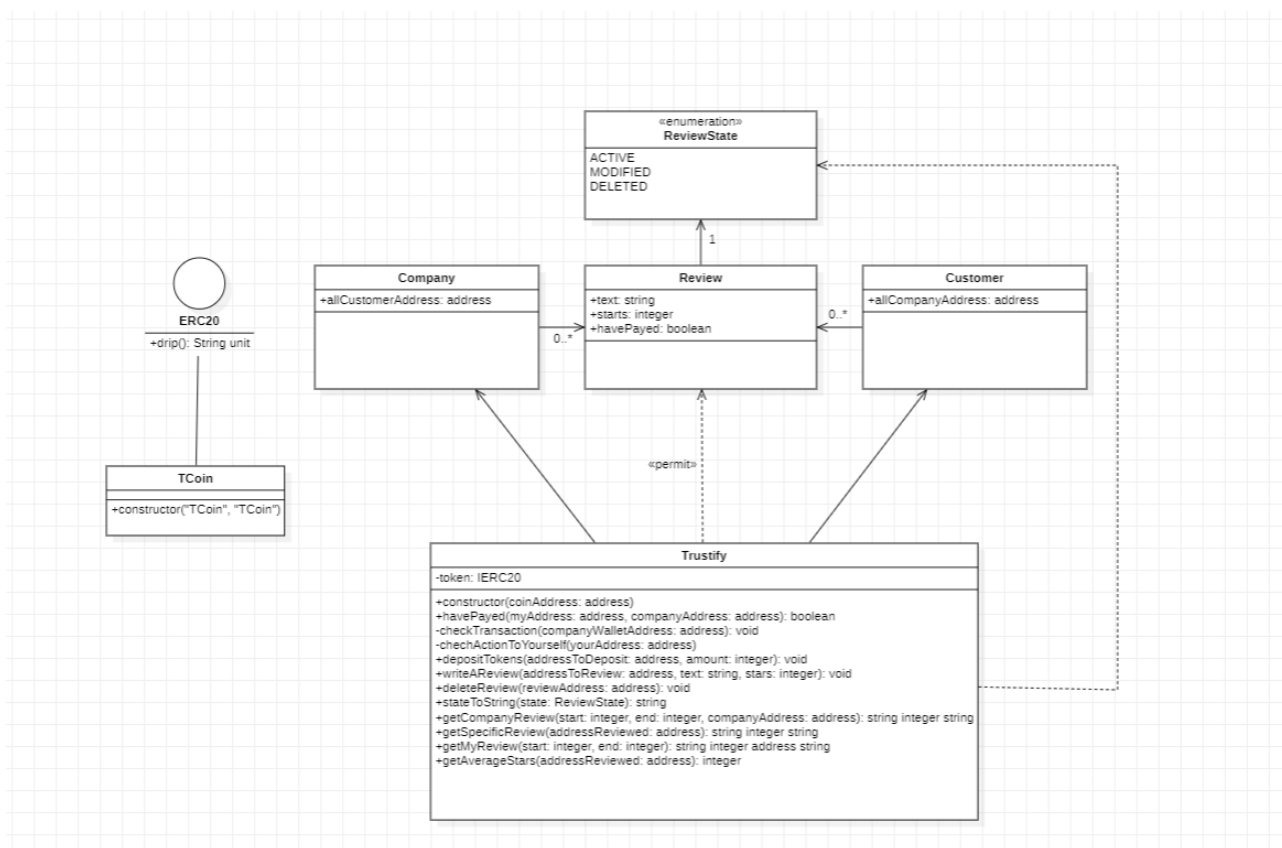 «enumeration»
ReviewState
ACTIVE
MODIFIED
DELETED
1
ERC20
+drip(): String unit
Company
+allCustomerAddress: address
0..*
Review
+text: string
+starts: integer
+havePayed: boolean
0..*
Customer
+allCompanyAddress: address
TCoin
+constructor("TCoin", "TCoin")
«permit»
Trustify
-token: IERC20
+constructor(coinAddress: address)
+havePayed(myAddress: address, companyAddress: address): boolean
-checkTransaction(companyWalletAddress: address): void
-chechActionToYourself(yourAddress: address)
+depositTokens(addressToDeposit: address, amount: integer): void
+writeAReview(addressToReview: address, text: string, stars: integer): void
+deleteReview(reviewAddress: address): void
+stateToString(state: ReviewState): string
+getCompanyReview(start: integer, end: integer, companyAddress: address): string integer string
+getSpecificReview(addressReviewed: address): string integer string
+getMyReview(start: integer, end: integer): string integer address string
+getAverageStars(addressReviewed: address): integer